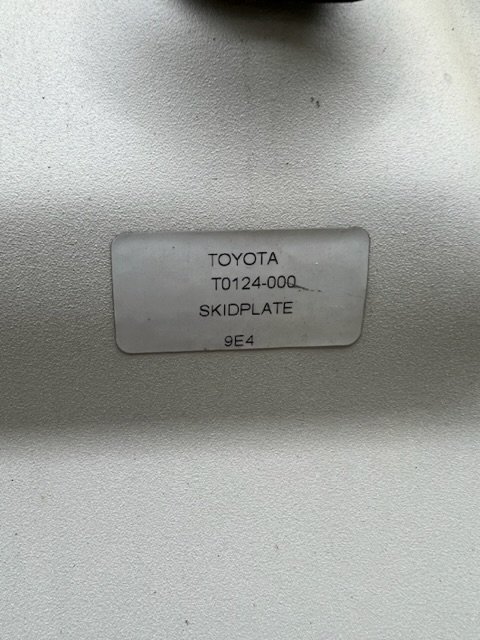 TOYOTA
T0124-000
SKIDPLATE
9E4